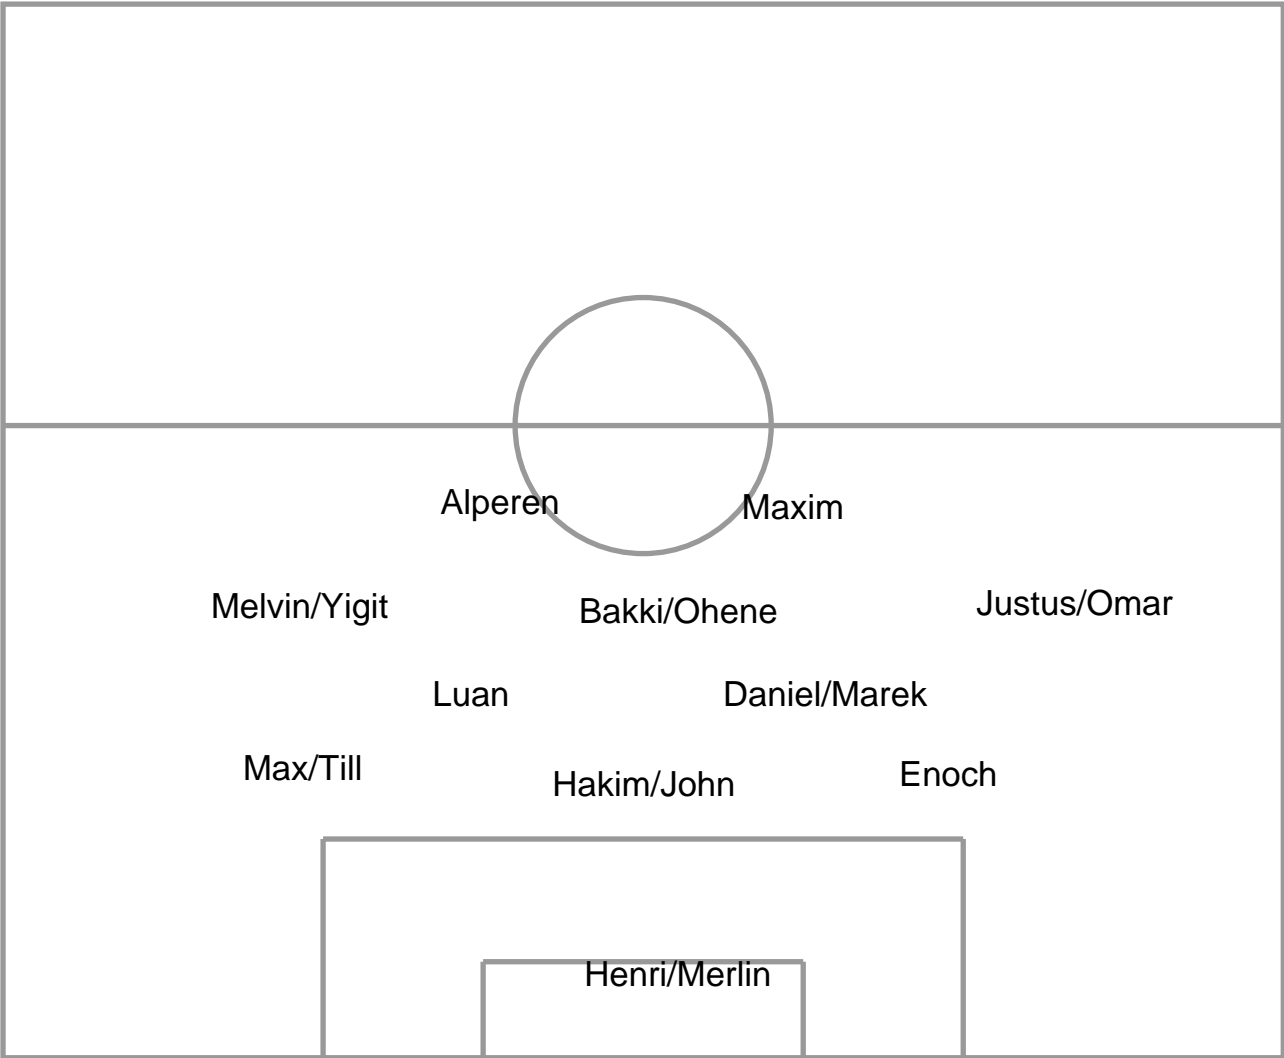 Alperen
Maxim
Melvin/Yigit
Bakki/Ohene
Justus/Omar
Luan
Daniel/Marek
Max/Till
Hakim/John
Enoch
Henri/Merlin